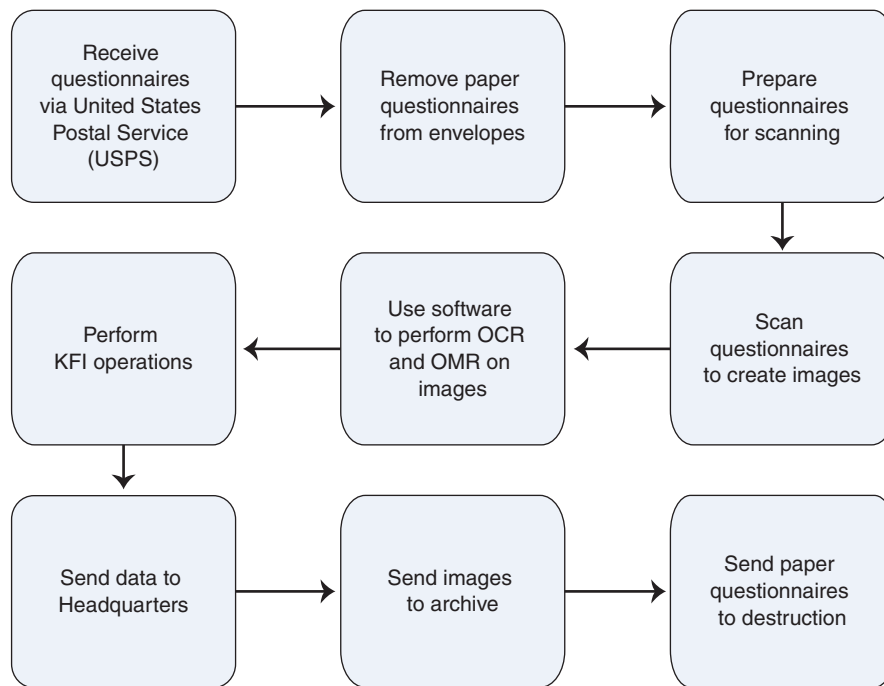 Receive
questionnaires
via United States
Postal Service
(USPS)
Remove paper
questionnaires
from envelopes
Prepare
questionnaires
for scanning
Scan
questionnaires
to create images
Use software
to perform OCR
and OMR on
images
Perform
KFI operations
Send data to
Headquarters
Send images
to archive
Send paper
questionnaires
to destruction